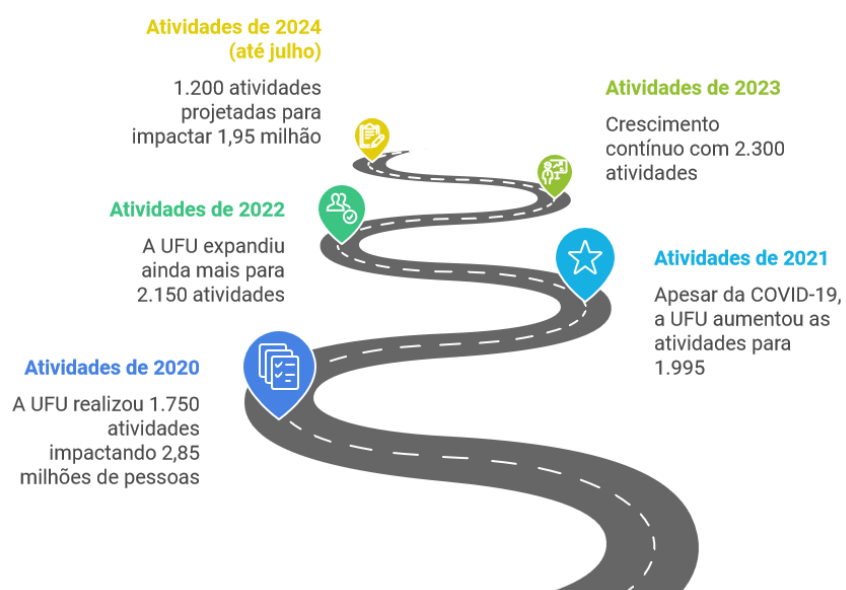 Atividades de 2024
(até julho)
1.200 atividades
projetadas para
impactar 1,95 milhão
Atividades de 2023
Crescimento
contínuo com 2.300
atividades
Atividades de 2022
A UFU expandiu
ainda mais para
2.150 atividades
Atividades de 2021
Apesar da COVID-19,
a UFU aumentou as
atividades para
1.995
Atividades de 2020
A UFU realizou 1.750
atividades
impactando 2,85
milhões de pessoas